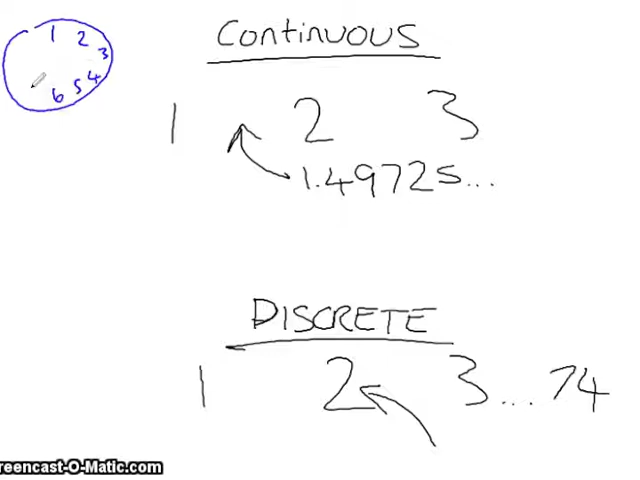 1 2 3 4 5 6
Continuous
1 2 3
1.49725...
DISCRETE
1 2 3...74
reencast-O-Matic.com